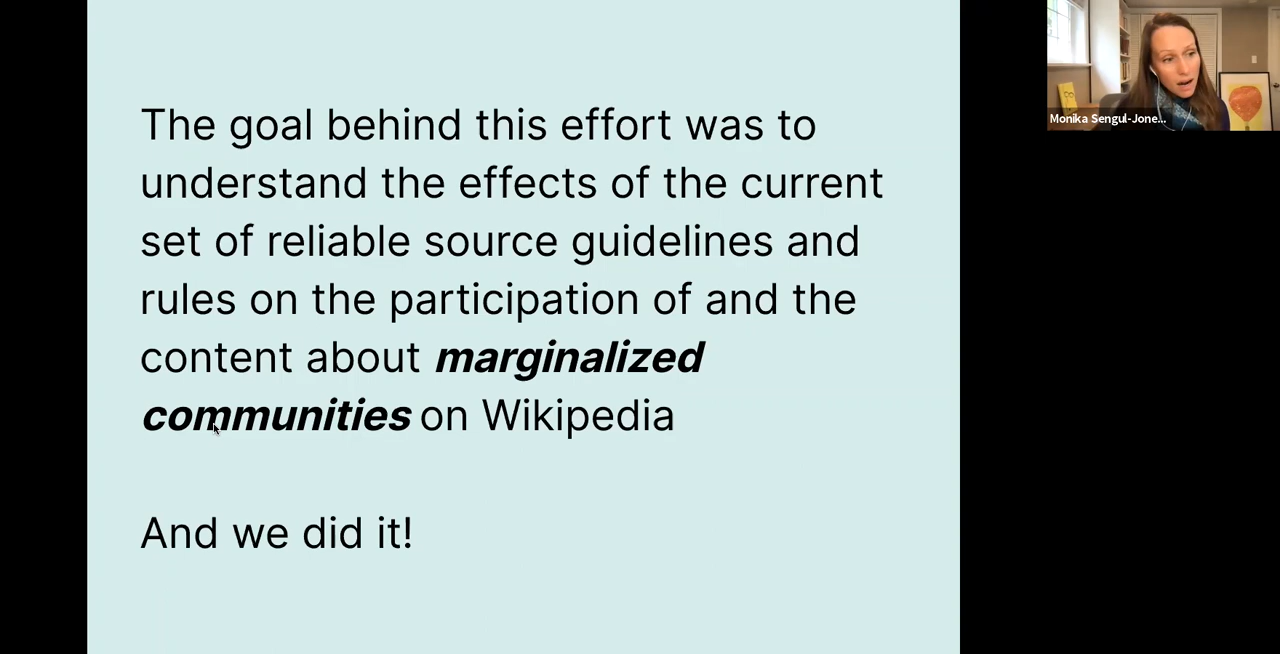 The goal behind this effort was to
understand the effects of the current
set of reliable source guidelines and
rules on the participation of and the
content about marginalized
communities on Wikipedia
And we did it!
Monika Sengul-Jone...